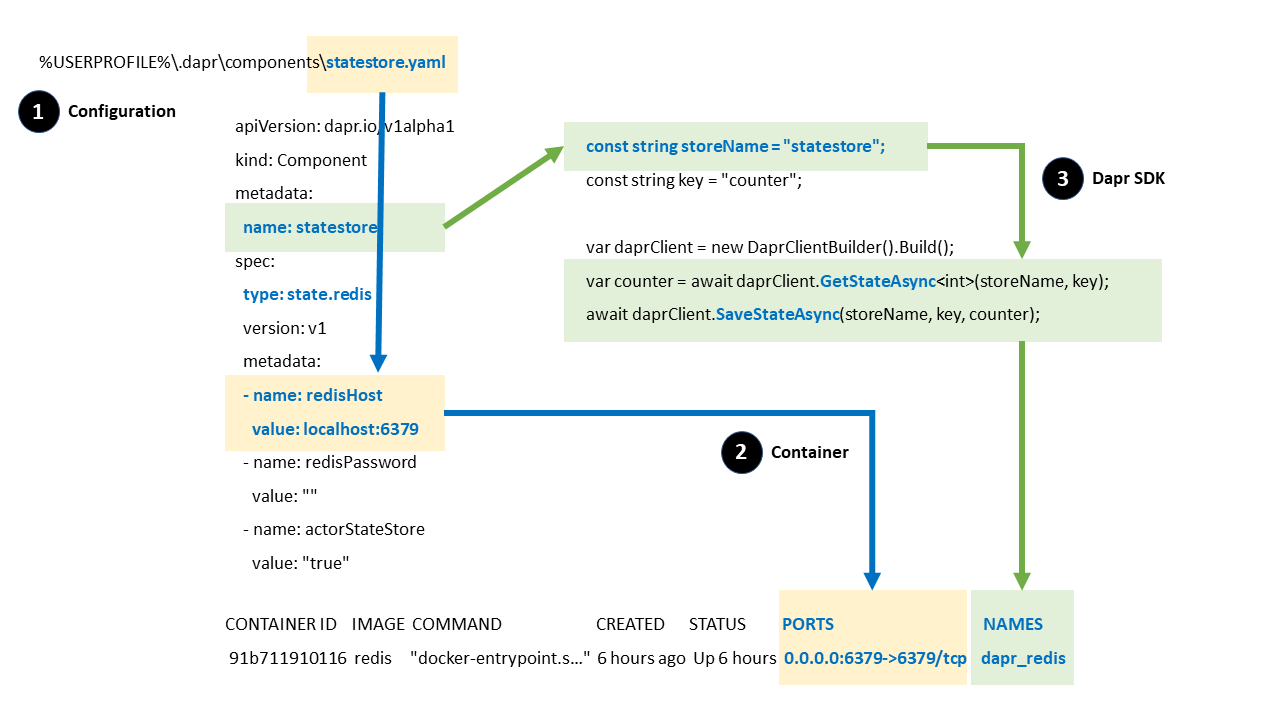 %USERPROFILE%\.dapr\components\statestore.yaml
1 Configuration
apiVersion: dapr.io/v1alpha1
kind: Component
metadata:
name: statestore
spec:
type: state.redis
version: v1
metadata:
- name: redisHost
value: localhost:6379
- name: redisPassword
value: ""
- name: actorStateStore
value: "true"
const string storeName = "statestore";
const string key = "counter";
var daprClient = new DaprClientBuilder().Build();
var counter = await daprClient.GetStateAsync<int>(storeName, key);
await daprClient.SaveStateAsync(storeName, key, counter);
3 Dapr SDK
2 Container
CONTAINER ID IMAGE COMMAND CREATED STATUS PORTS NAMES
91b711910116 redis "docker-entrypoint.s…" 6 hours ago Up 6 hours 0.0.0.0:6379->6379/tcp dapr_redis